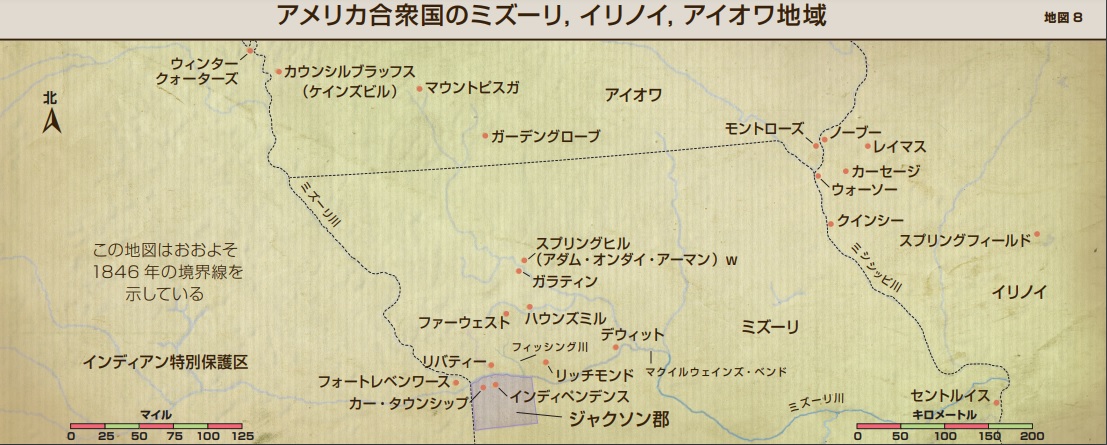 アメリカ合衆国のミズーリ, イリノイ, アイオワ地域
地図 8
ウィンター
クォーターズ
カウンシルブラッフス
（ケインズビル）
マウントピスガ
アイオワ
北
ガーデングローブ
モントローズ
ノーブー
レイマス
カーセージ
ウォーソー
ミズーリ川
クインシー
スプリングフィールド
この地図はおおよそ
1846 年の境界線を
示している
スプリングヒル
（アダム・オンダイ・アーマン）W
ガラティン
ミシシッピ川
イリノイ
ファーウェスト
ハウンズミル
ミズーリ
デウィット
フィッシング川
インディアン特別保護区
リバティー
リッチモンド
マクイルウェインズ・ベンド
フォートレベンワース
カー・タウンシップ
インディペンデンス
ミズーリ川
セントルイス
ジャクソン郡
マイル
0 25 50 75 100 125
キロメートル
0 50 100 150 200